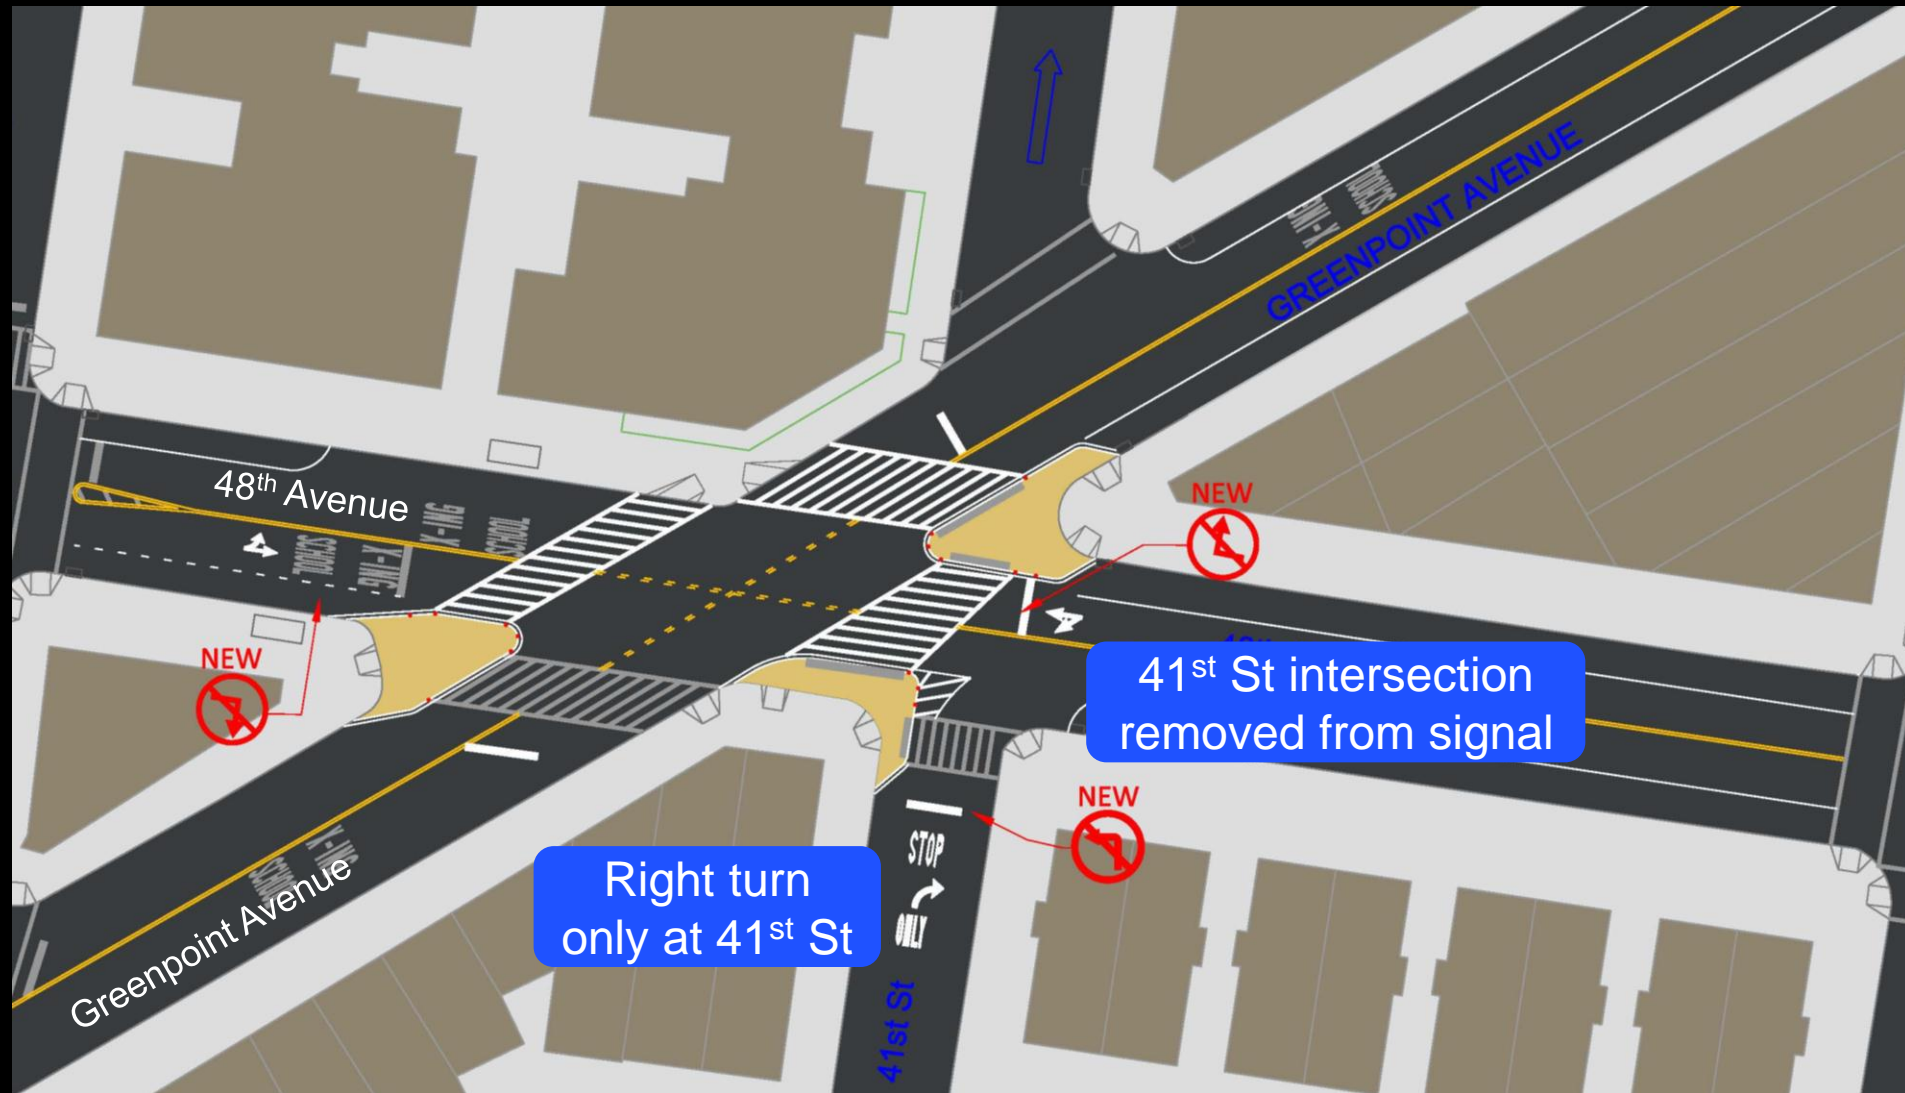 SCHOOL
X-ING
GREENPOINT AVENUE
48th Avenue
X-ING
SCHOOL
SCHOOL
X-ING
NEW
NEW
41st St intersection
removed from signal
NEW
STOP
ONLY
Right turn
only at 41st St
X-ING
SCHOOL
Greenpoint Avenue
41st St